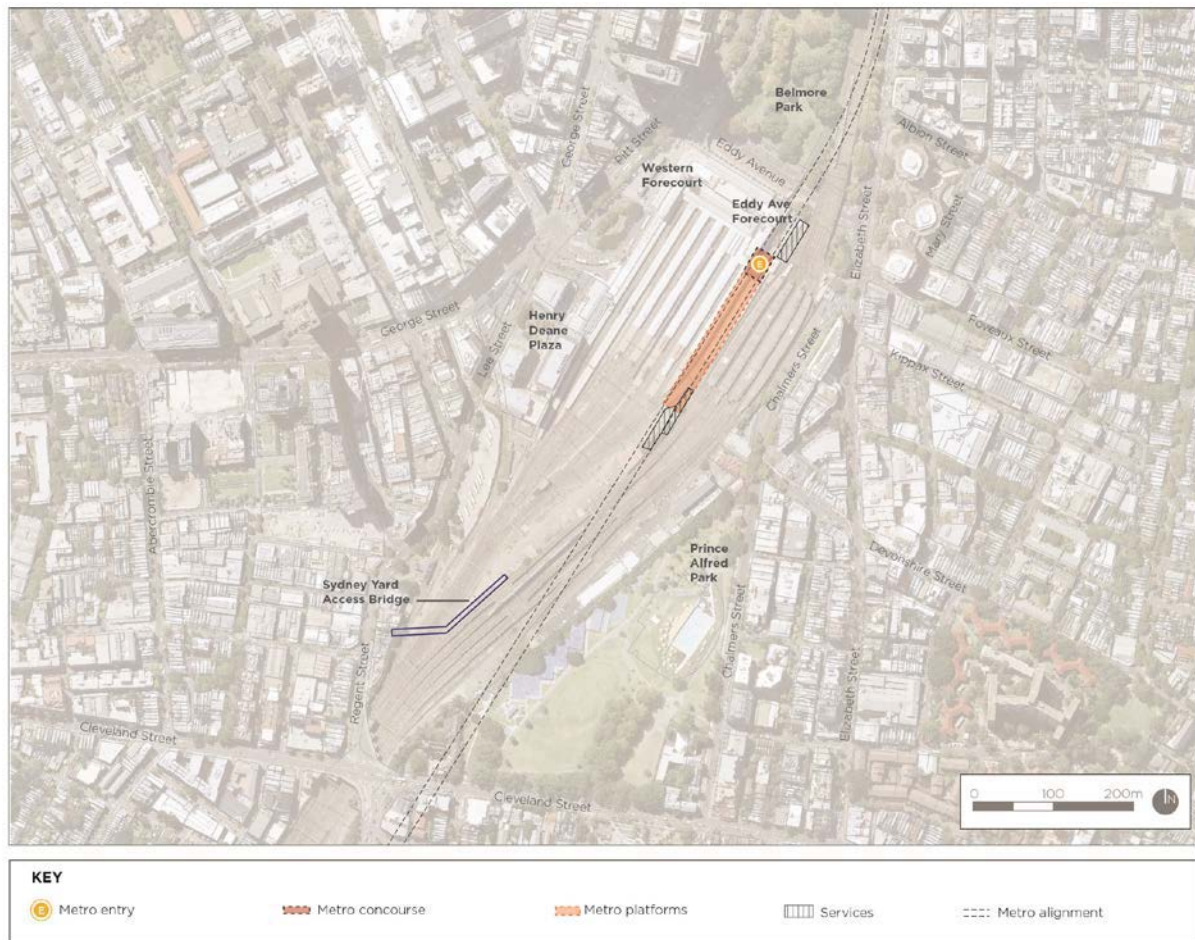 Belmore
Park
George Street
Pitt Street
Albion Street
Eddy Avenue
Western
Forecourt
Eddy Ave
Forecourt
Elizabeth Street
Mary Street
E
Henry
Deane
Plaza
George Street
Lee Street
Foveaux Street
Kippax Street
Chalmers Street
Abercrombie Street
Prince
Alfred
Park
Devonshire Street
Sydney Yard
Access Bridge
Chalmers Street
Regent Street
Elizabeth Street
Cleveland Street
Cleveland Street
0 100 200m
N
KEY
E Metro entry
Metro concourse
Metro platforms
Services
Metro alignment